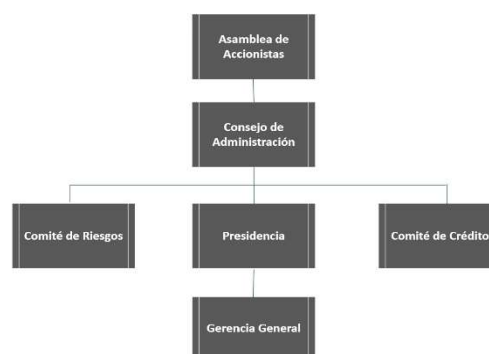 Asamblea de
Accionistas
Consejo de
Administración
Comité de Riesgos
Presidencia
Comité de Crédito
Gerencia General